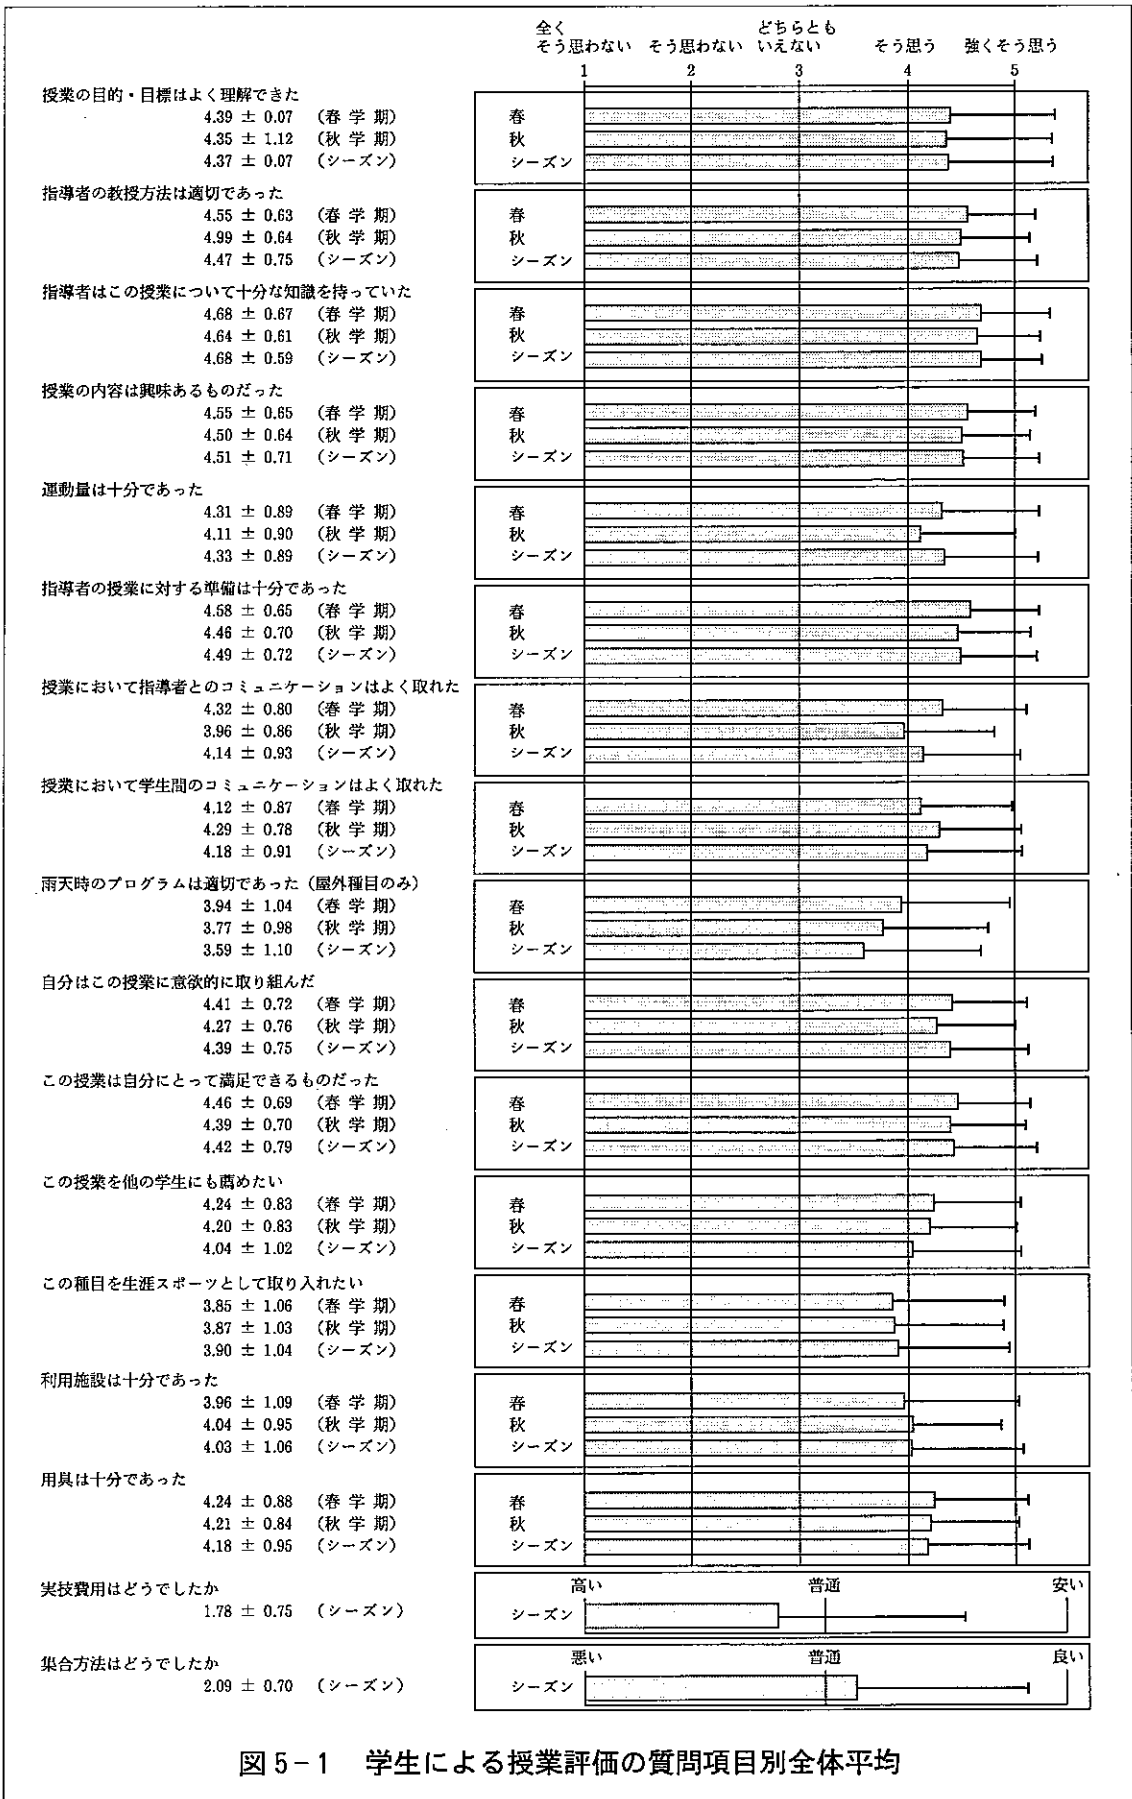 全く どちらとも
そう思わない そう思わない いえない そう思う 強くそう思う
1 2 3 4 5
授業の目的・目標はよく理解できた
4.39 ± 0.07 （春 学 期） 春
4.35 ± 1.12 （秋 学 期） 秋
4.37 ± 0.07 （シーズン） シーズン
指導者の教授方法は適切であった
4.55 ± 0.63 （春 学 期） 春
4.99 ± 0.64 （秋 学 期） 秋
4.47 ± 0.75 （シーズン） シーズン
指導者はこの授業について十分な知識を持っていた
4.68 ± 0.67 （春 学 期） 春
4.64 ± 0.61 （秋 学 期） 秋
4.68 ± 0.59 （シーズン） シーズン
授業の内容は興味あるものだった
4.55 ± 0.65 （春 学 期） 春
4.50 ± 0.64 （秋 学 期） 秋
4.51 ± 0.71 （シーズン） シーズン
運動量は十分であった
4.31 ± 0.89 （春 学 期） 春
4.11 ± 0.90 （秋 学 期） 秋
4.33 ± 0.89 （シーズン） シーズン
指導者の授業に対する準備は十分であった
4.58 ± 0.65 （春 学 期） 春
4.46 ± 0.70 （秋 学 期） 秋
4.49 ± 0.72 （シーズン） シーズン
授業において指導者とのコミュニケーションはよく取れた
4.32 ± 0.80 （春 学 期） 春
3.96 ± 0.86 （秋 学 期） 秋
4.14 ± 0.93 （シーズン） シーズン
授業において学生間のコミュニケーションはよく取れた
4.12 ± 0.87 （春 学 期） 春
4.29 ± 0.78 （秋 学 期） 秋
4.18 ± 0.91 （シーズン） シーズン
雨天時のプログラムは適切であった（屋外種目のみ）
3.94 ± 1.04 （春 学 期） 春
3.77 ± 0.98 （秋 学 期） 秋
3.59 ± 1.10 （シーズン） シーズン
自分はこの授業に意欲的に取り組んだ
4.41 ± 0.72 （春 学 期） 春
4.27 ± 0.76 （秋 学 期） 秋
4.39 ± 0.75 （シーズン） シーズン
この授業は自分にとって満足できるものだった
4.46 ± 0.69 （春 学 期） 春
4.39 ± 0.70 （秋 学 期） 秋
4.42 ± 0.79 （シーズン） シーズン
この授業を他の学生にも薦めたい
4.24 ± 0.83 （春 学 期） 春
4.20 ± 0.83 （秋 学 期） 秋
4.04 ± 1.02 （シーズン） シーズン
この種目を生涯スポーツとして取り入れたい
3.85 ± 1.06 （春 学 期） 春
3.87 ± 1.03 （秋 学 期） 秋
3.90 ± 1.04 （シーズン） シーズン
利用施設は十分であった
3.96 ± 1.09 （春 学 期） 春
4.04 ± 0.95 （秋 学 期） 秋
4.03 ± 1.06 （シーズン） シーズン
用具は十分であった
4.24 ± 0.88 （春 学 期） 春
4.21 ± 0.84 （秋 学 期） 秋
4.18 ± 0.95 （シーズン） シーズン
実技費用はどうでしたか 高い 普通 安い
1.78 ± 0.75 （シーズン） シーズン
集合方法はどうでしたか 悪い 普通 良い
2.09 ± 0.70 （シーズン） シーズン
図5−1 学生による授業評価の質問項目別全体平均